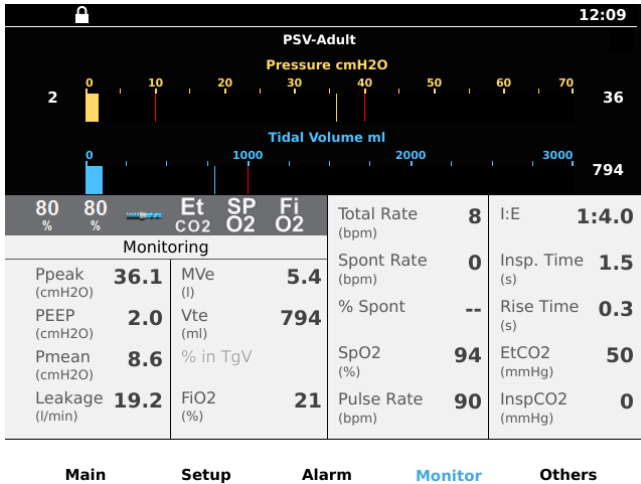 12:09
PSV-Adult
Pressure cmH2O
0 10 20 30 40 50 60 70
2 36
Tidal Volume ml
0 1000 2000 3000
794
80 % 80 % Et CO2 SP O2 Fi O2
Monitoring
Ppeak (cmH2O) 36.1 MVe (l) 5.4
PEEP (cmH2O) 2.0 Vte (ml) 794
Pmean (cmH2O) 8.6 % in TgV
Leakage (l/min) 19.2 FiO2 (%) 21
Total Rate (bpm) 8 I:E 1:4.0
Spont Rate (bpm) 0 Insp. Time (s) 1.5
% Spont -- Rise Time (s) 0.3
SpO2 (%) 94 EtCO2 (mmHg) 50
Pulse Rate (bpm) 90 InspCO2 (mmHg) 0
Main Setup Alarm Monitor Others